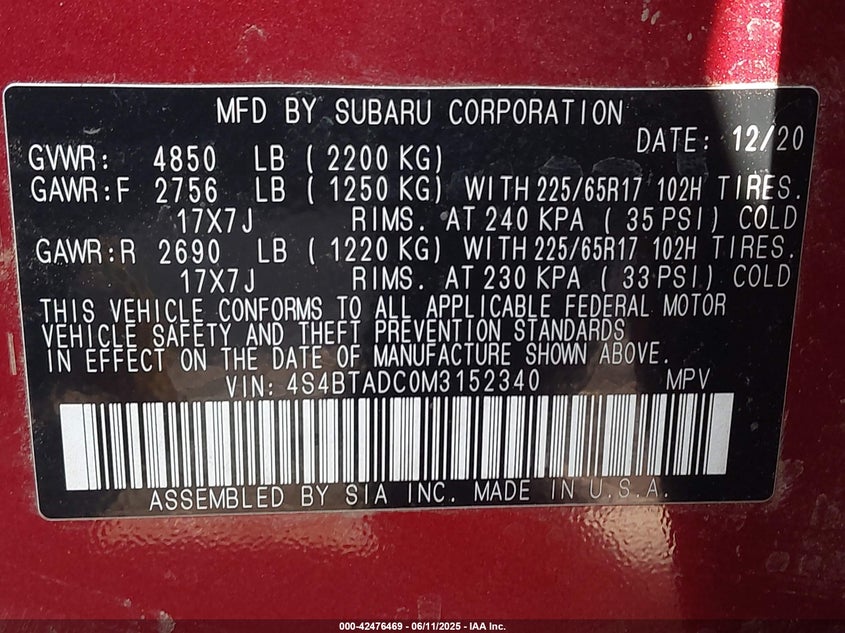 MFD BY SUBARU CORPORATION
DATE: 12/20
GVWR: 4850 LB ( 2200 KG)
GAWR:F 2756 LB ( 1250 KG) WITH 225/65R17 102H TIRES.
17X7J RIMS. AT 240 KPA ( 35 PSI) COLD
GAWR:R 2690 LB ( 1220 KG) WITH 225/65R17 102H TIRES.
17X7J RIMS. AT 230 KPA ( 33 PSI) COLD
THIS VEHICLE CONFORMS TO ALL APPLICABLE FEDERAL MOTOR
VEHICLE SAFETY AND THEFT PREVENTION STANDARDS
IN EFFECT ON THE DATE OF MANUFACTURE SHOWN ABOVE.
VIN: 4S4BTADC0M3152340 MPV
ASSEMBLED BY SIA INC. MADE IN U.S.A.
000-42476469 - 06/11/2025 - IAA Inc.